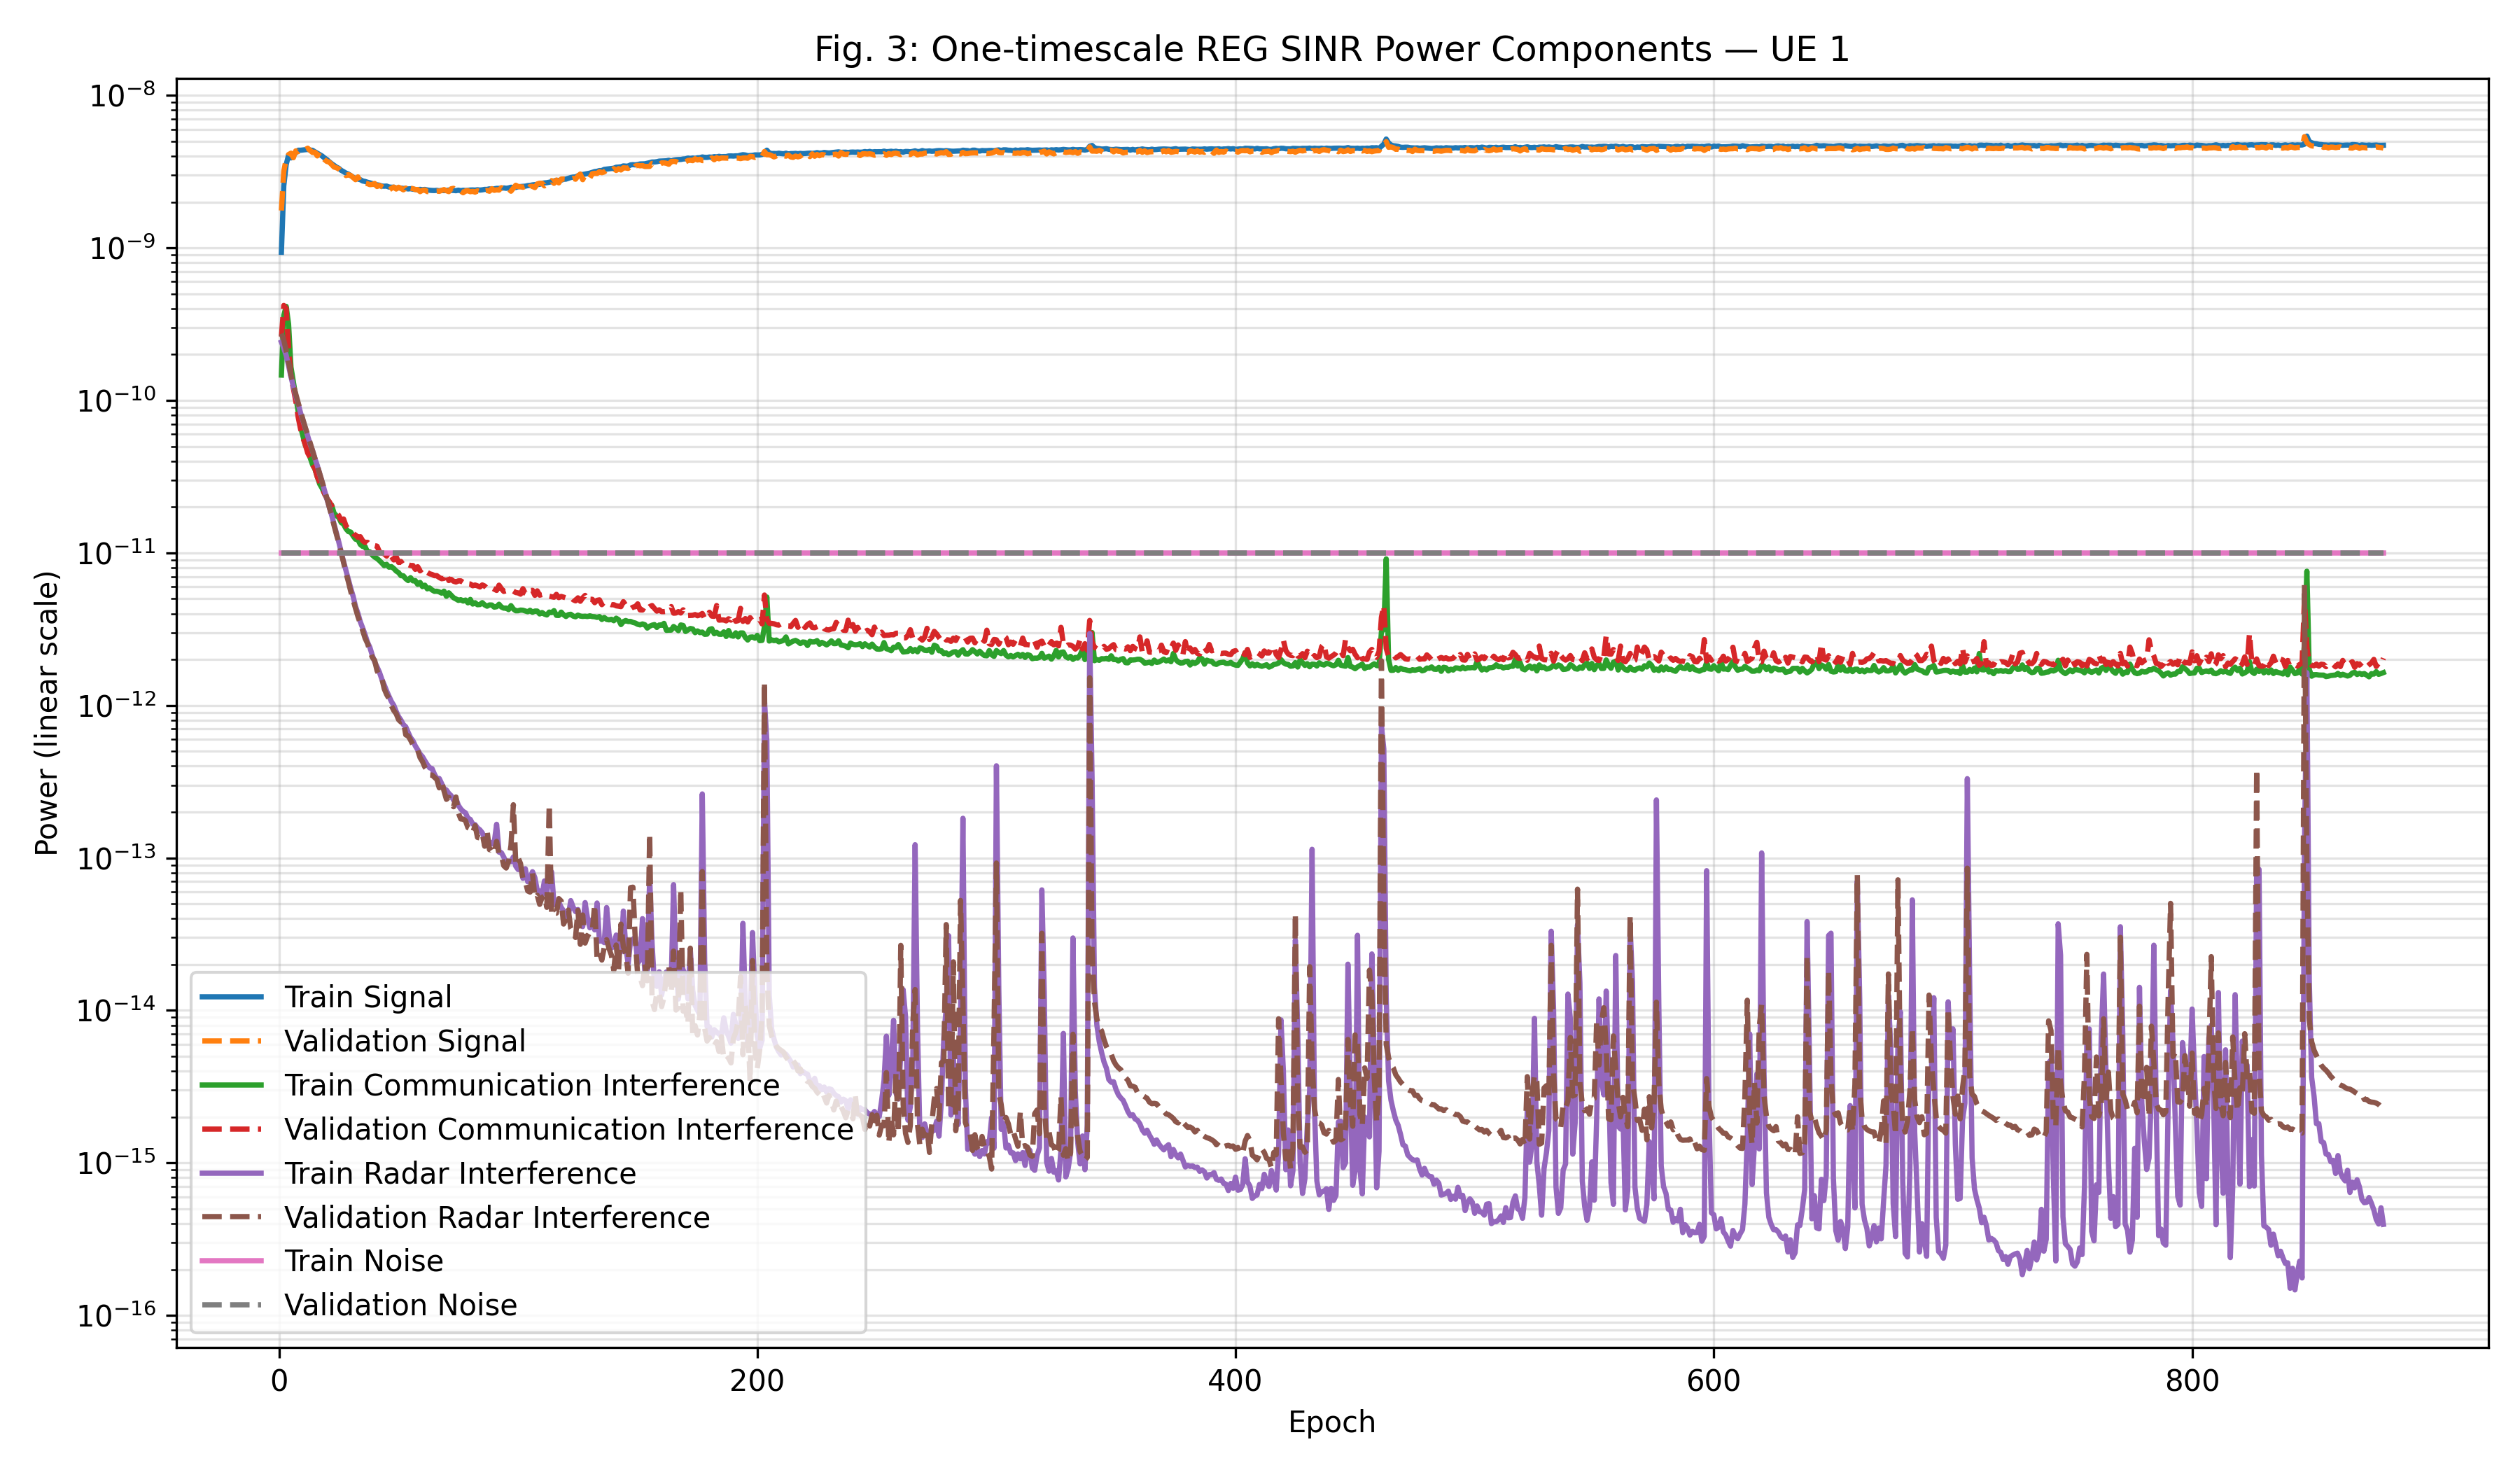 Fig. 3: One-timescale REG SINR Power Components — UE 1
Power (linear scale)
10⁻⁸
10⁻⁹
10⁻¹⁰
10⁻¹¹
10⁻¹²
10⁻¹³
10⁻¹⁴
10⁻¹⁵
10⁻¹⁶
Train Signal
Validation Signal
Train Communication Interference
Validation Communication Interference
Train Radar Interference
Validation Radar Interference
Train Noise
Validation Noise
0 200 400 600 800
Epoch